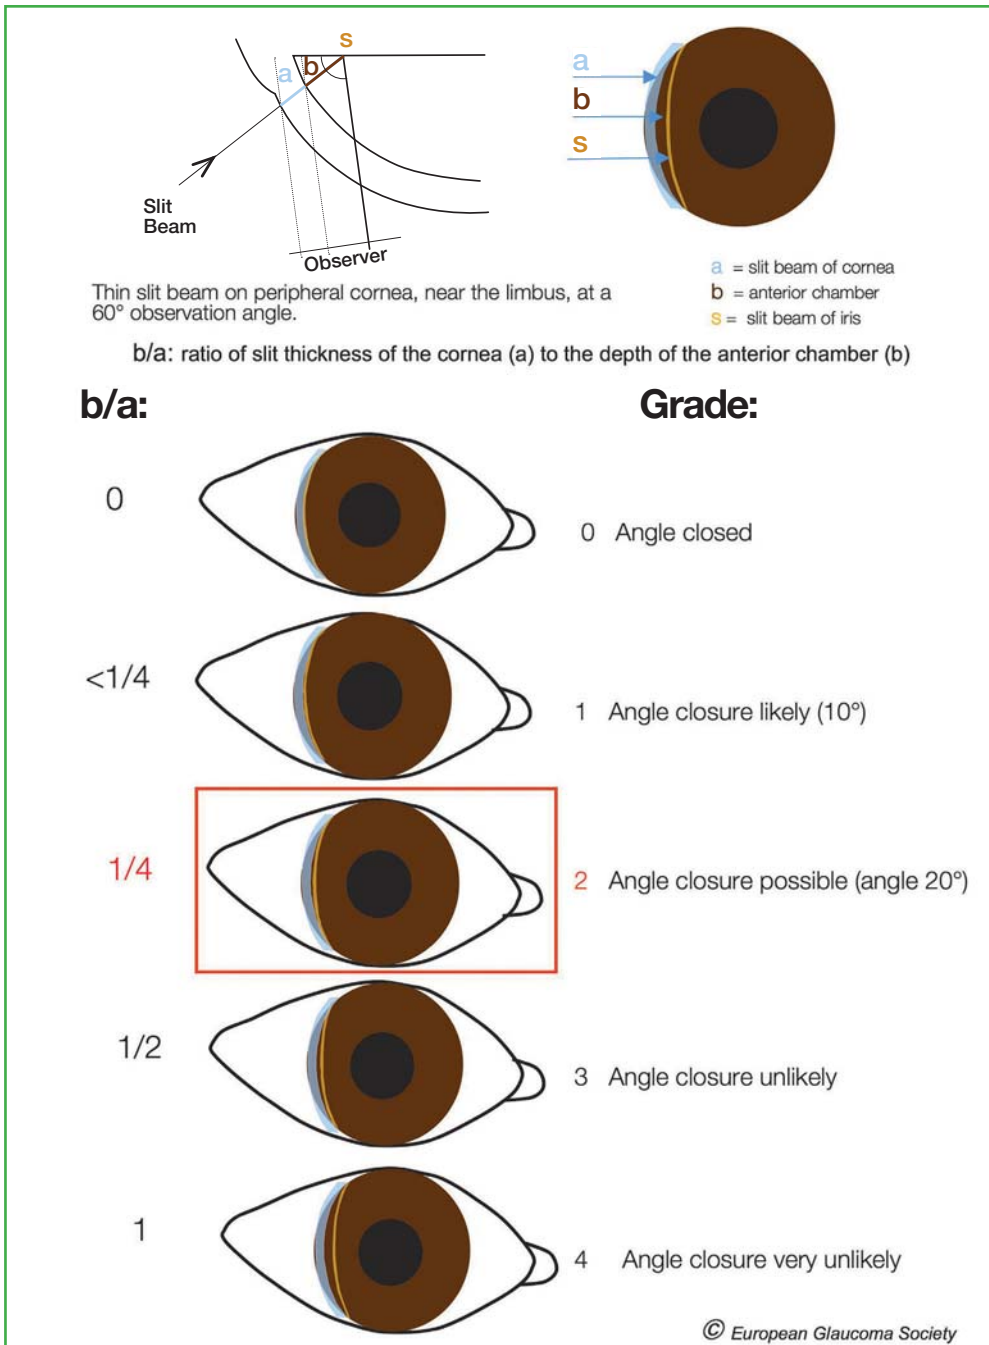 s
a
b
Slit
Beam
Observer
a
b
s
a = slit beam of cornea
b = anterior chamber
s = slit beam of iris
Thin slit beam on peripheral cornea, near the limbus, at a
60° observation angle.
b/a: ratio of slit thickness of the cornea (a) to the depth of the anterior chamber (b)
b/a: Grade:
0
0 Angle closed
<1/4
1 Angle closure likely (10°)
1/4
2 Angle closure possible (angle 20°)
1/2
3 Angle closure unlikely
1
4 Angle closure very unlikely
© European Glaucoma Society